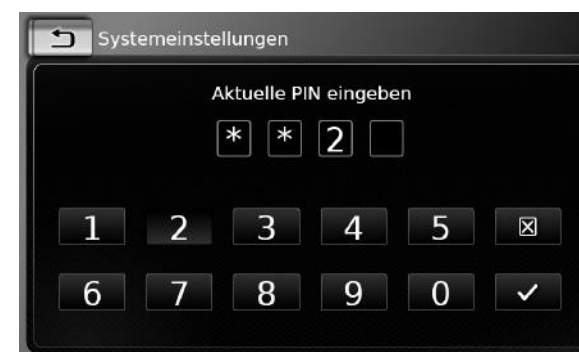 Systemeinstellungen
Aktuelle PIN eingeben
* * 2
1 2 3 4 5
6 7 8 9 0